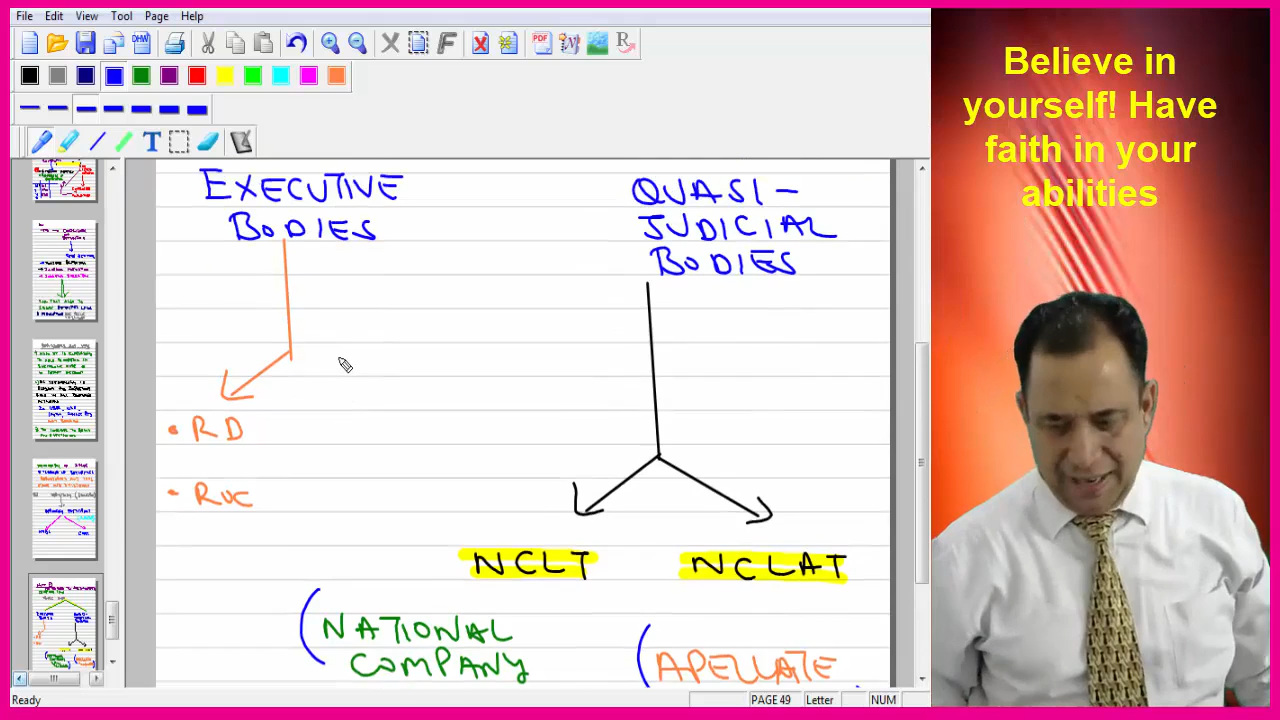 File Edit View Tool Page Help
EXECUTIVE
BODIES
• RD
• ROC
QUASI -
JUDICIAL
BODIES
NCLT NCLAT
(NATIONAL
COMPANY
(APELLATE
Ready
PAGE 49 Letter NUM
Believe in
yourself! Have
faith in your
abilities